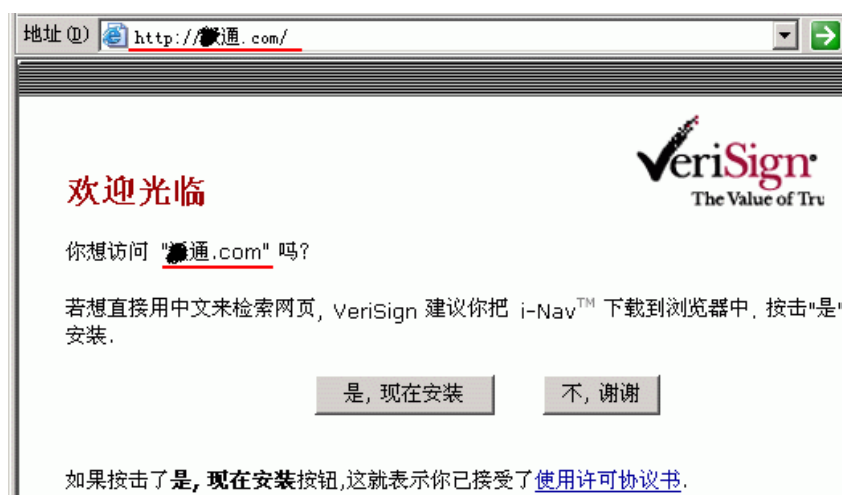 地址(D) http://通.com/
VeriSign
The Value of Tru
欢迎光临
你想访问 "通.com" 吗?
若想直接用中文来检索网页, VeriSign 建议你把 i-Nav™ 下载到浏览器中. 按击"是"
安装.
是, 现在安装 不, 谢谢
如果按击了是, 现在安装按钮,这就表示你已接受了使用许可协议书.